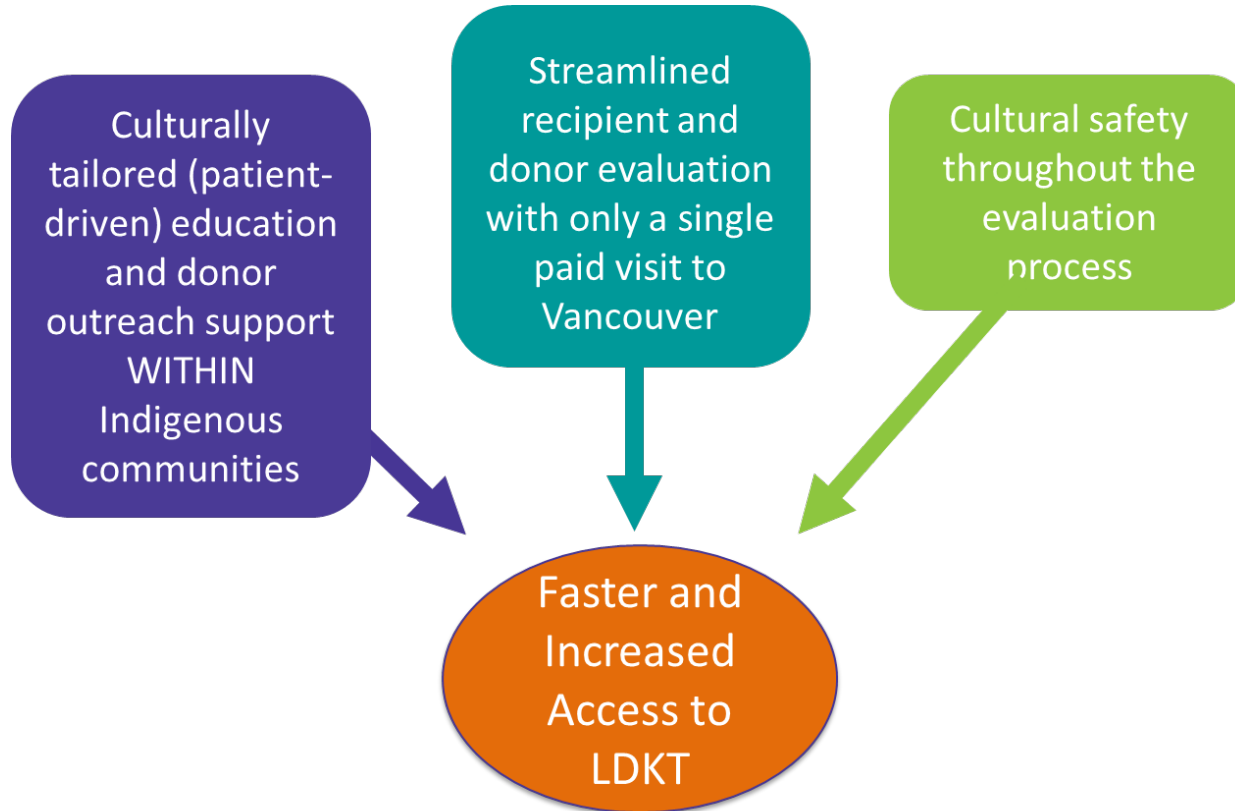 Culturally
tailored (patient-
driven) education
and donor
outreach support
WITHIN
Indigenous
communities
Streamlined
recipient and
donor evaluation
with only a single
paid visit to
Vancouver
Cultural safety
throughout the
evaluation
process
Faster and
Increased
Access to
LDKT